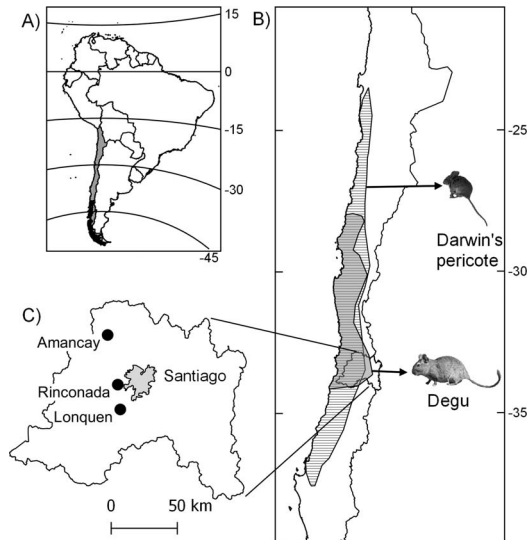 A)
15
0
-15
-30
-45
B)
-25
-30
-35
Darwin's
pericote
Degu
C)
Amancay
Rinconada
Santiago
Lonquen
0 50 km